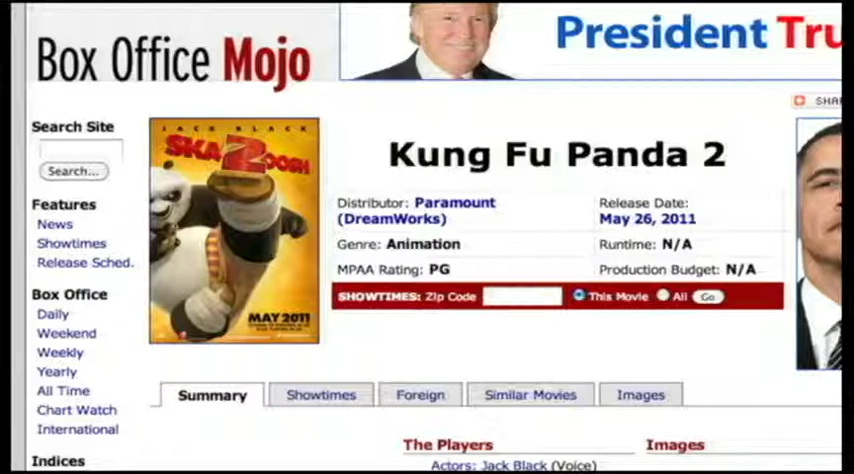 Box Office Mojo
President Tru
SHAR
Search Site
Search...
Features
News
Showtimes
Release Sched.
Box Office
Daily
Weekend
Weekly
Yearly
All Time
Chart Watch
International
Indices
JACK BLACK
SKA2DOOSH
MAY 2011
Kung Fu Panda 2
Distributor: Paramount
(DreamWorks)
Release Date:
May 26, 2011
Genre: Animation
Runtime: N/A
MPAA Rating: PG
Production Budget: N/A
SHOWTIMES: Zip Code
This Movie
All
Go
Summary
Showtimes
Foreign
Similar Movies
Images
The Players
Images
Actors: Jack Black (Voice)